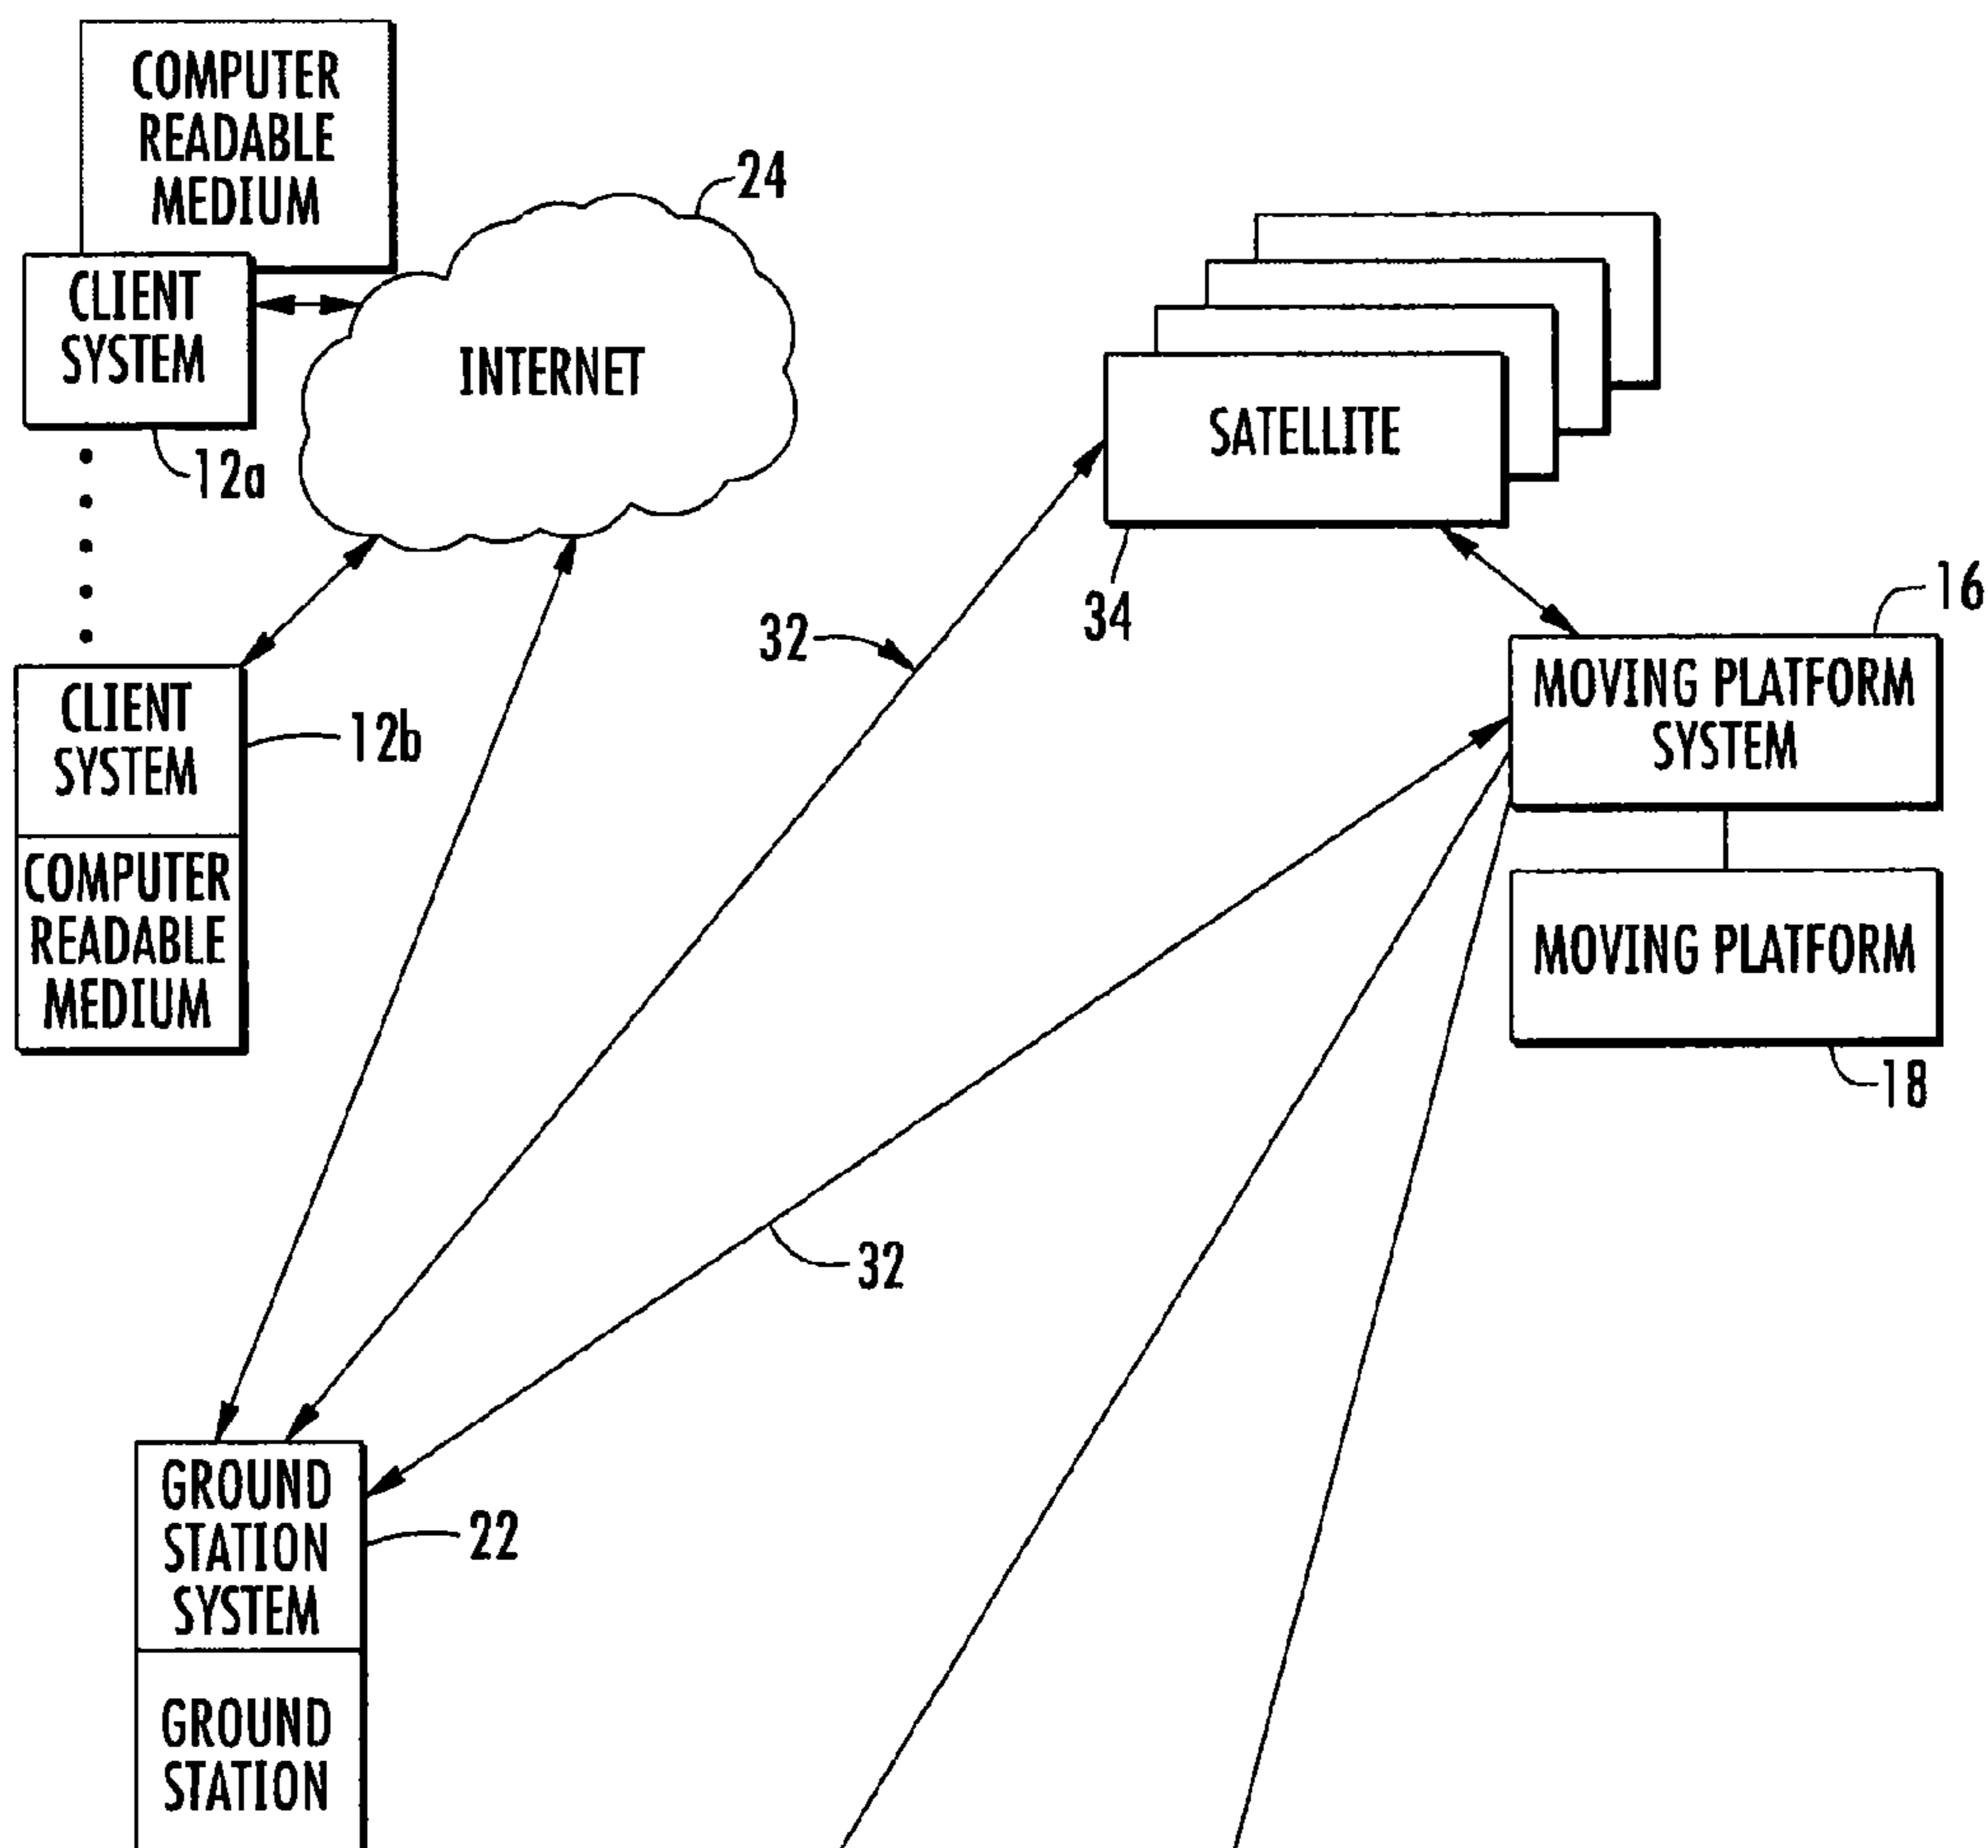 COMPUTER
READABLE
MEDIUM
24
CLIENT
SYSTEM
INTERNET
12a
SATELLITE
34
32
16
MOVING PLATFORM
SYSTEM
CLIENT
SYSTEM
12b
COMPUTER
READABLE
MEDIUM
MOVING PLATFORM
18
32
GROUND
STATION
SYSTEM
22
GROUND
STATION